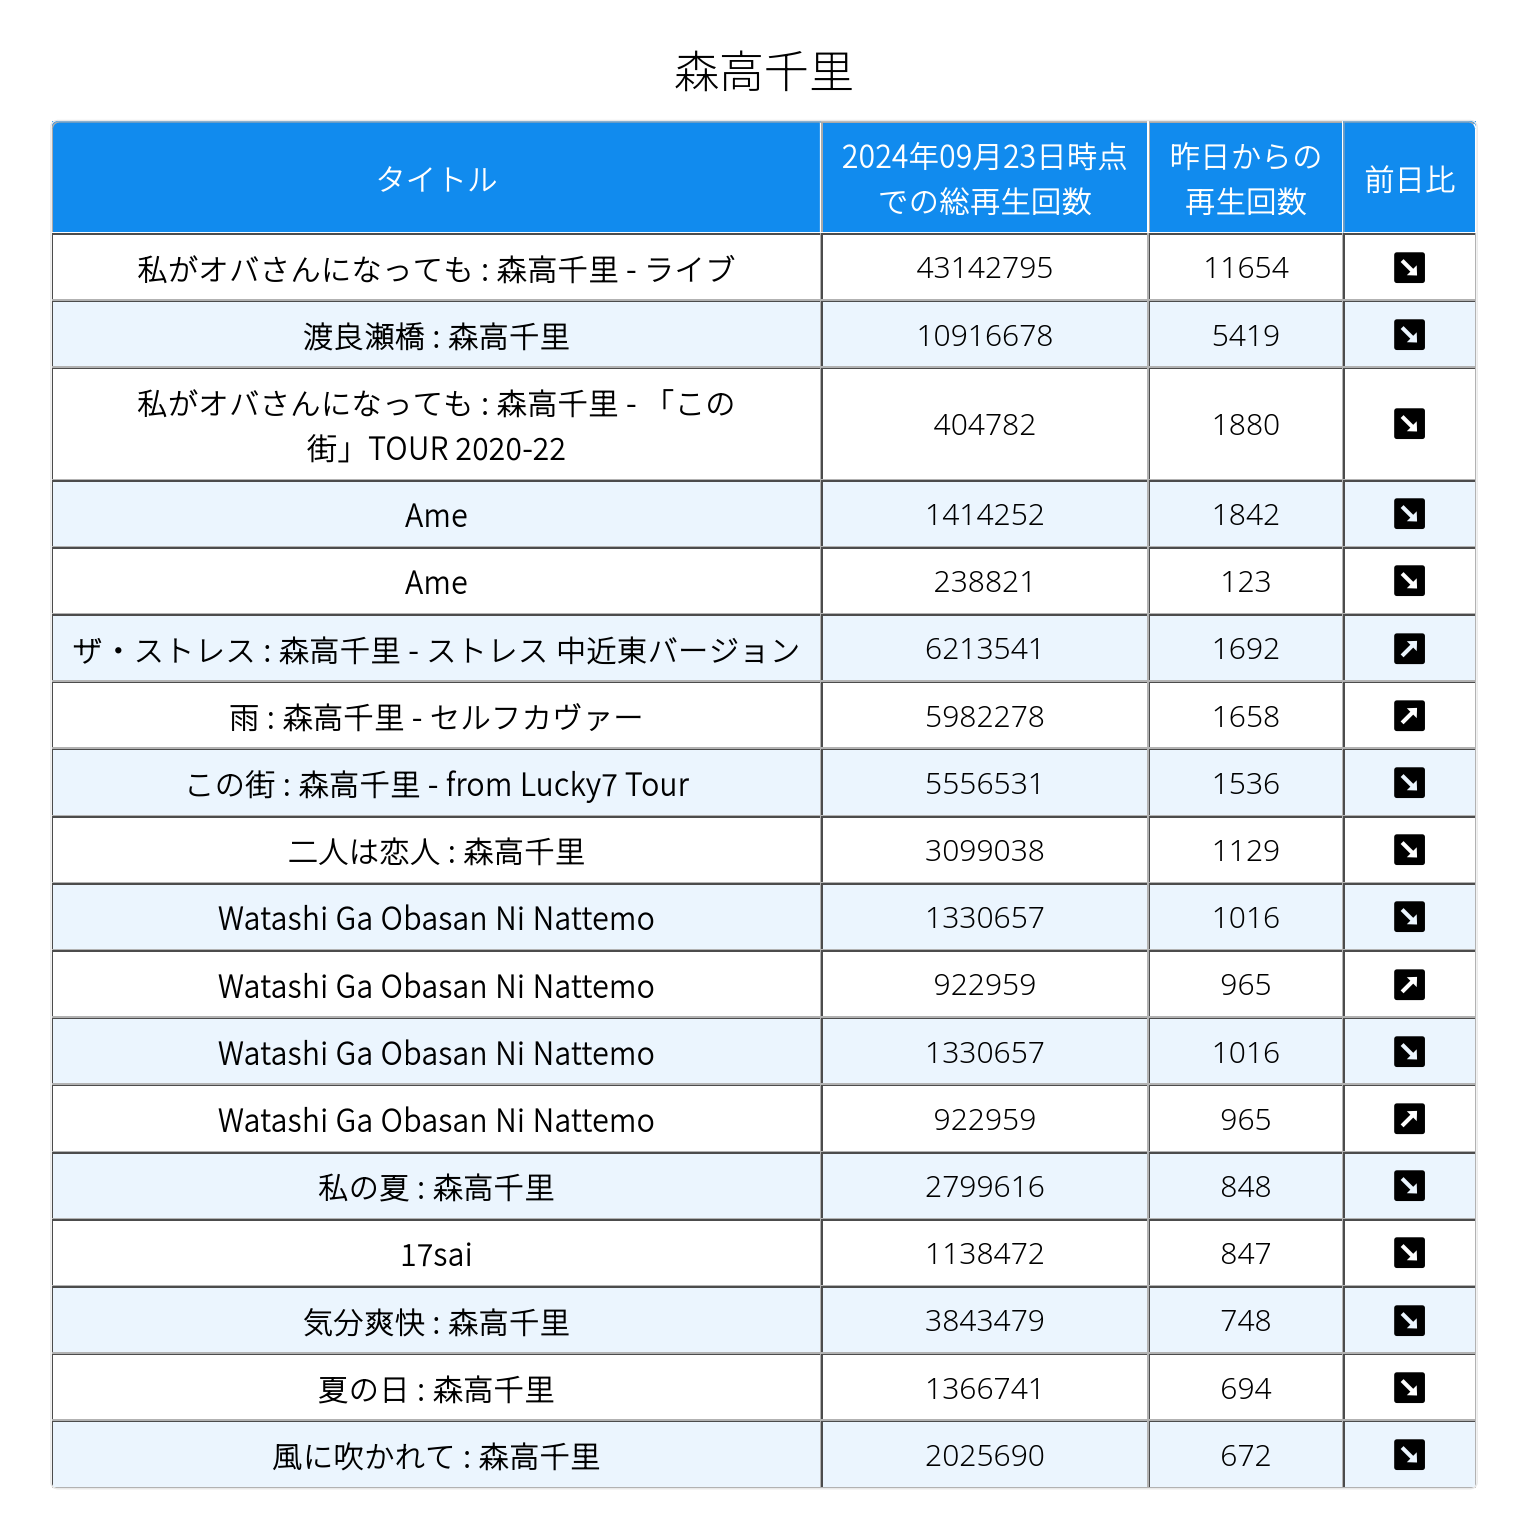 森高千里
タイトル
2024年09月23日時点
での総再生回数
昨日からの
再生回数
前日比
私がオバさんになっても : 森高千里 - ライブ 43142795 11654 ↘
渡良瀬橋 : 森高千里 10916678 5419 ↘
私がオバさんになっても : 森高千里 - 「この
街」TOUR 2020-22 404782 1880 ↘
Ame 1414252 1842 ↘
Ame 238821 123 ↘
ザ・ストレス : 森高千里 - ストレス 中近東バージョン 6213541 1692 ↗
雨 : 森高千里 - セルフカヴァー 5982278 1658 ↗
この街 : 森高千里 - from Lucky7 Tour 5556531 1536 ↘
二人は恋人 : 森高千里 3099038 1129 ↘
Watashi Ga Obasan Ni Nattemo 1330657 1016 ↘
Watashi Ga Obasan Ni Nattemo 922959 965 ↗
Watashi Ga Obasan Ni Nattemo 1330657 1016 ↘
Watashi Ga Obasan Ni Nattemo 922959 965 ↗
私の夏 : 森高千里 2799616 848 ↘
17sai 1138472 847 ↘
気分爽快 : 森高千里 3843479 748 ↘
夏の日 : 森高千里 1366741 694 ↘
風に吹かれて : 森高千里 2025690 672 ↘